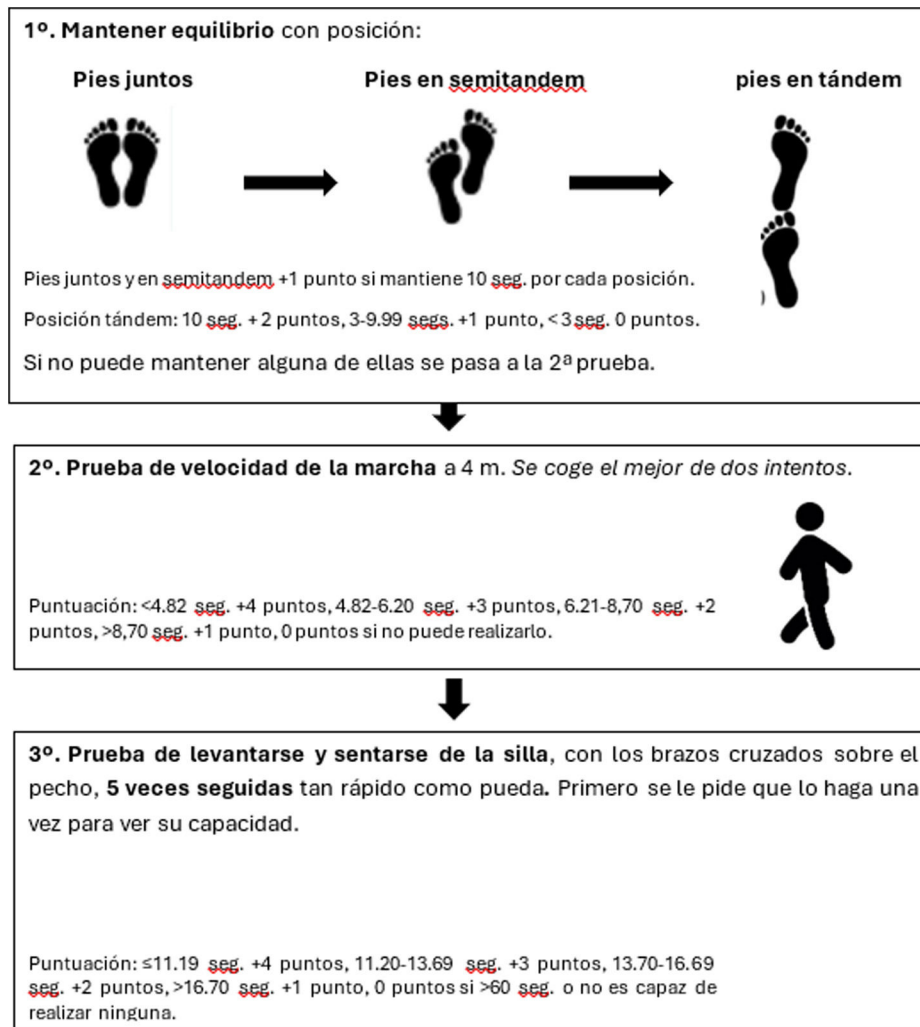 1º. Mantener equilibrio con posición:
Pies juntos Pies en semitandem pies en tándem
Pies juntos y en semitandem +1 punto si mantiene 10 seg. por cada posición.
Posición tándem: 10 seg. + 2 puntos, 3-9.99 segs. +1 punto, <3 seg. 0 puntos.
Si no puede mantener alguna de ellas se pasa a la 2ª prueba.
2º. Prueba de velocidad de la marcha a 4 m. Se coge el mejor de dos intentos.
Puntuación: <4.82 seg. +4 puntos, 4.82-6.20 seg. +3 puntos, 6.21-8,70 seg. +2
puntos, >8,70 seg. +1 punto, 0 puntos si no puede realizarlo.
3º. Prueba de levantarse y sentarse de la silla, con los brazos cruzados sobre el
pecho, 5 veces seguidas tan rápido como pueda. Primero se le pide que lo haga una
vez para ver su capacidad.
Puntuación: ≤11.19 seg. +4 puntos, 11.20-13.69 seg. +3 puntos, 13.70-16.69
seg. +2 puntos, >16.70 seg. +1 punto, 0 puntos si >60 seg. o no es capaz de
realizar ninguna.